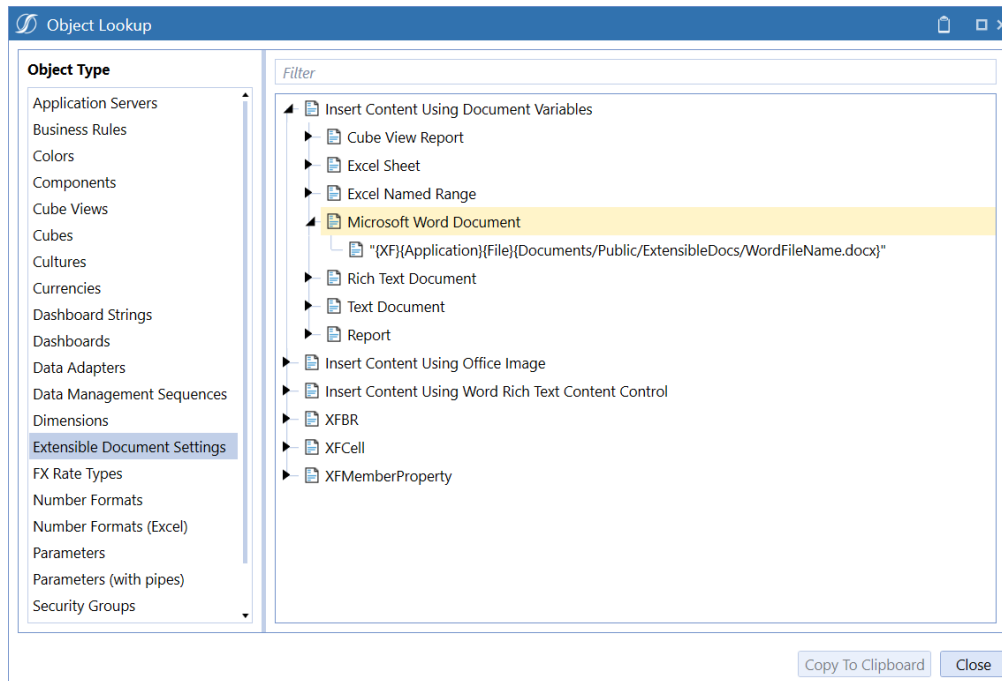 Object Lookup
Object Type
Application Servers
Business Rules
Colors
Components
Cube Views
Cubes
Cultures
Currencies
Dashboard Strings
Dashboards
Data Adapters
Data Management Sequences
Dimensions
Extensible Document Settings
FX Rate Types
Number Formats
Number Formats (Excel)
Parameters
Parameters (with pipes)
Security Groups
Filter
Insert Content Using Document Variables
Cube View Report
Excel Sheet
Excel Named Range
Microsoft Word Document
"{XF}{Application}{File}{Documents/Public/ExtensibleDocs/WordFileName.docx}"
Rich Text Document
Text Document
Report
Insert Content Using Office Image
Insert Content Using Word Rich Text Content Control
XFBR
XFCell
XFMemberProperty
Copy To Clipboard
Close